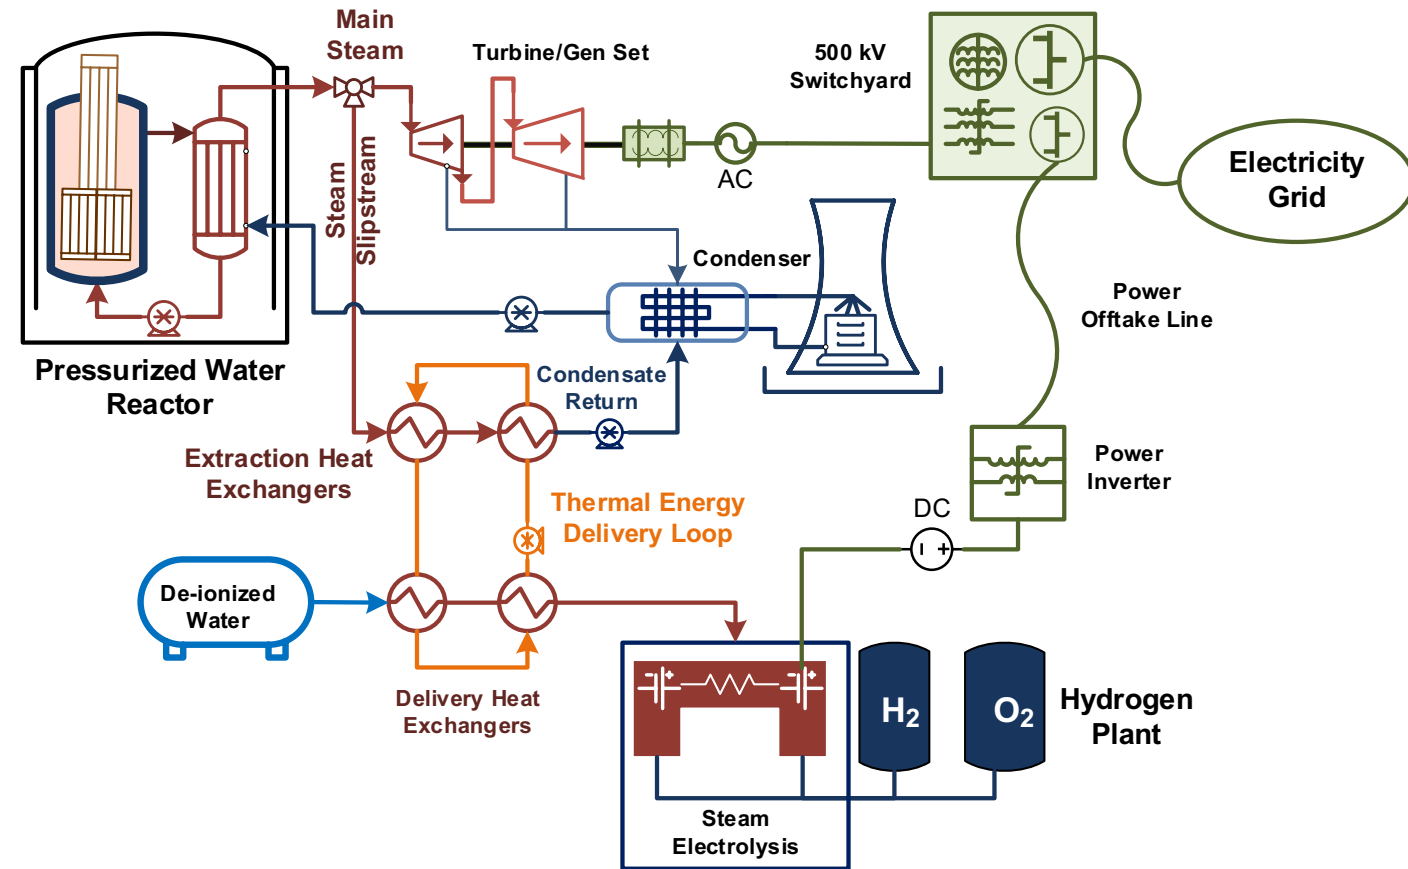 Main
Steam
Turbine/Gen Set
500 kV
Switchyard
AC
Electricity
Grid
Steam
Slipstream
Condenser
Power
Offtake Line
Pressurized Water
Reactor
Condensate
Return
Extraction Heat
Exchangers
Power
Inverter
Thermal Energy
Delivery Loop
DC
De-ionized
Water
Delivery Heat
Exchangers
H2
O2
Hydrogen
Plant
Steam
Electrolysis